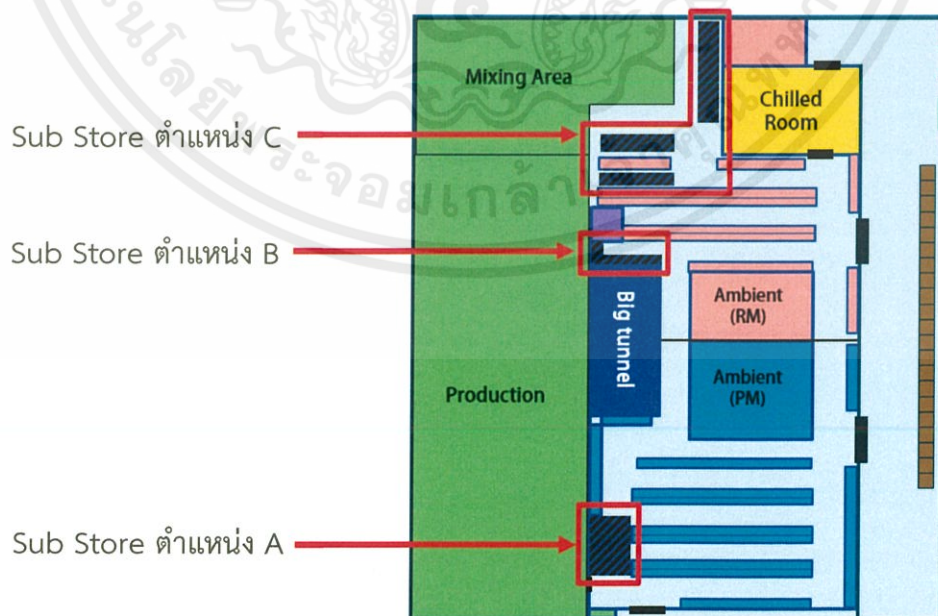 Mixing Area
Chilled
Room
Sub Store ตำแหน่ง C
Sub Store ตำแหน่ง B
Ambient
(RM)
Big tunnel
Ambient
(PM)
Production
Sub Store ตำแหน่ง A